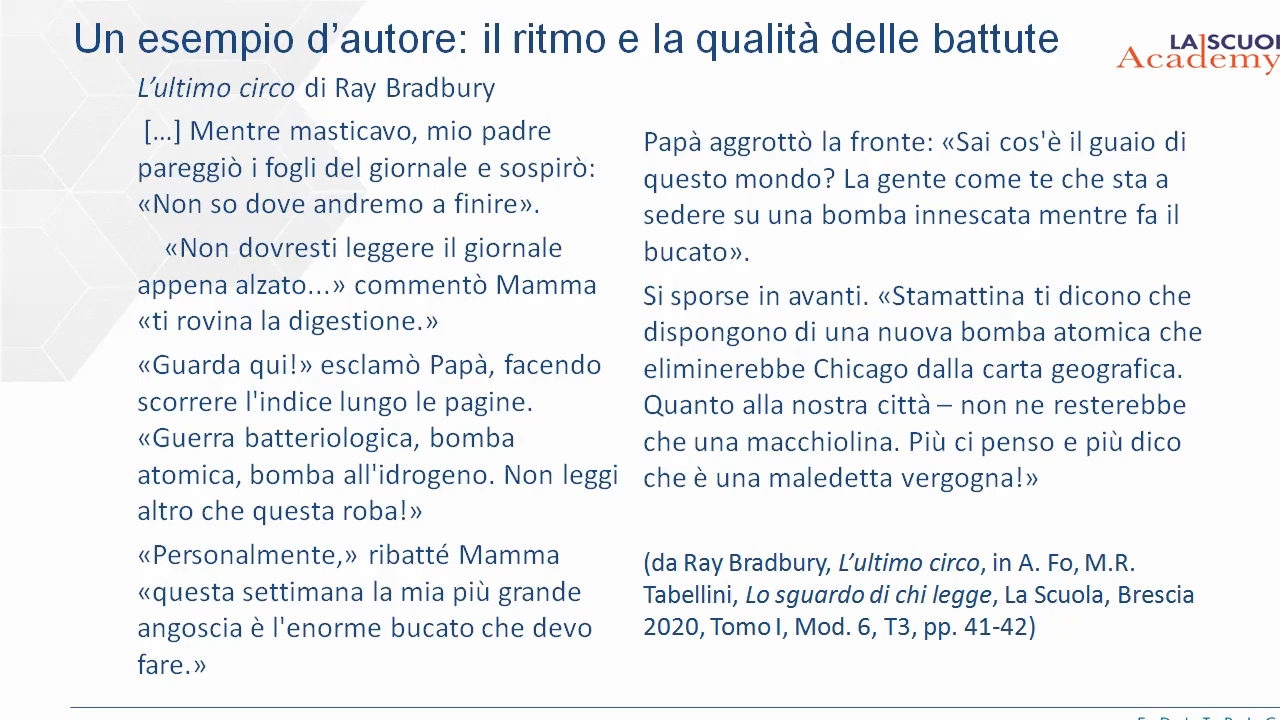 Un esempio d’autore: il ritmo e la qualità delle battute
LA SCUOL
Academy
L’ultimo circo di Ray Bradbury
[…] Mentre masticavo, mio padre
pareggiò i fogli del giornale e sospirò:
«Non so dove andremo a finire».
«Non dovresti leggere il giornale
appena alzato...» commentò Mamma
«ti rovina la digestione.»
«Guarda qui!» esclamò Papà, facendo
scorrere l'indice lungo le pagine.
«Guerra batteriologica, bomba
atomica, bomba all'idrogeno. Non leggi
altro che questa roba!»
«Personalmente,» ribatté Mamma
«questa settimana la mia più grande
angoscia è l'enorme bucato che devo
fare.»
Papà aggrottò la fronte: «Sai cos'è il guaio di
questo mondo? La gente come te che sta a
sedere su una bomba innescata mentre fa il
bucato».
Si sporse in avanti. «Stamattina ti dicono che
dispongono di una nuova bomba atomica che
eliminerebbe Chicago dalla carta geografica.
Quanto alla nostra città – non ne resterebbe
che una macchiolina. Più ci penso e più dico
che è una maledetta vergogna!»
(da Ray Bradbury, L’ultimo circo, in A. Fo, M.R.
Tabellini, Lo sguardo di chi legge, La Scuola, Brescia
2020, Tomo I, Mod. 6, T3, pp. 41-42)